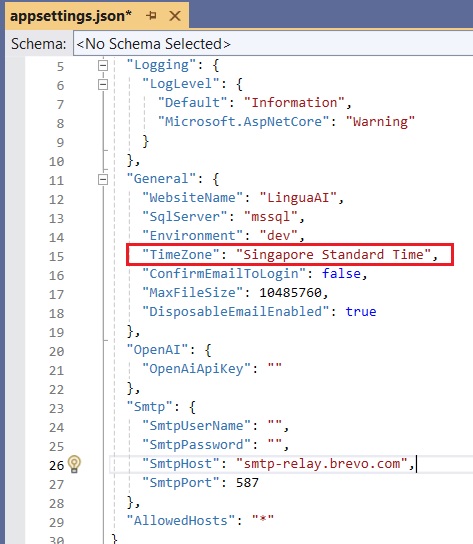 appsettings.json*
Schema: <No Schema Selected>
5 "Logging": {
6 "LogLevel": {
7 "Default": "Information",
8 "Microsoft.AspNetCore": "Warning"
9 }
10 },
11 "General": {
12 "WebsiteName": "LinguaAI",
13 "SqlServer": "mssql",
14 "Environment": "dev",
15 "TimeZone": "Singapore Standard Time",
16 "ConfirmEmailToLogin": false,
17 "MaxFileSize": 10485760,
18 "DisposableEmailEnabled": true
19 },
20 "OpenAI": {
21 "OpenAiApiKey": ""
22 },
23 "Smtp": {
24 "SmtpUserName": "",
25 "SmtpPassword": "",
26 "SmtpHost": "smtp-relay.brevo.com",
27 "SmtpPort": 587
28 },
29 "AllowedHosts": "*"
30 }